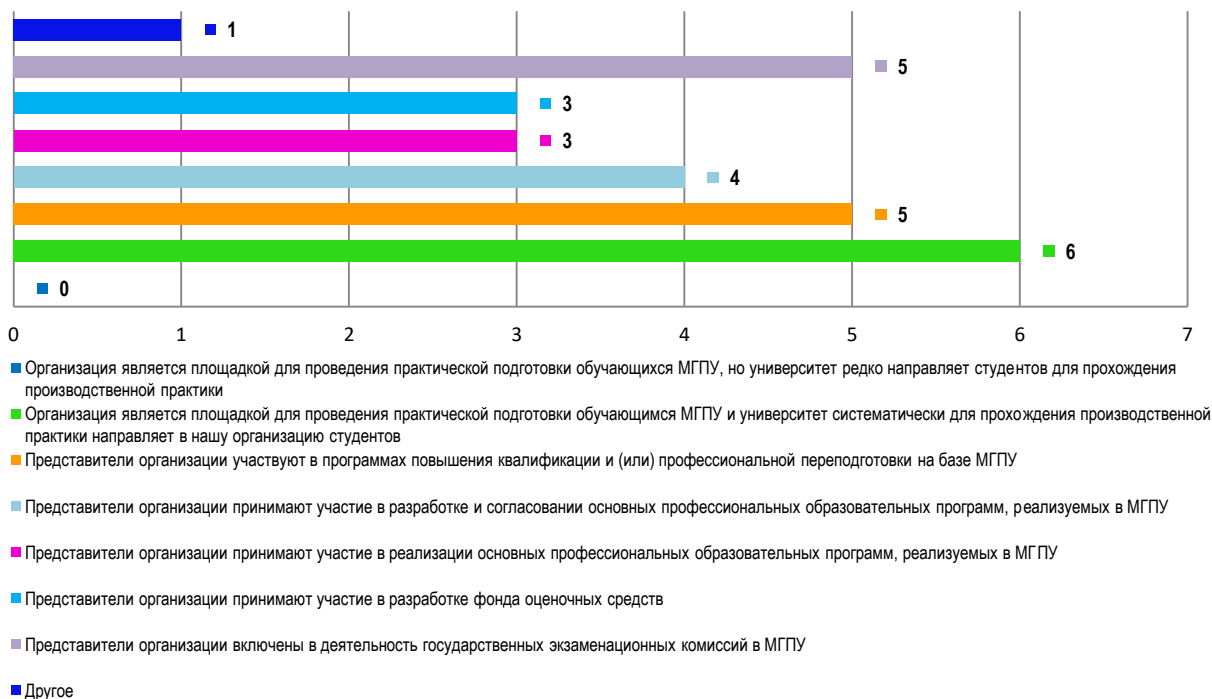 1
5
3
3
4
5
6
0
0 1 2 3 4 5 6 7
Организация является площадкой для проведения практической подготовки обучающихся МГПУ, но университет редко направляет студентов для прохождения
производственной практики
Организация является площадкой для проведения практической подготовки обучающимся МГПУ и университет систематически для прохождения производственной
практики направляет в нашу организацию студентов
Представители организации участвуют в программах повышения квалификации и (или) профессиональной переподготовки на базе МГПУ
Представители организации принимают участие в разработке и согласовании основных профессиональных образовательных программ, реализуемых в МГПУ
Представители организации принимают участие в реализации основных профессиональных образовательных программ, реализуемых в МГПУ
Представители организации принимают участие в разработке фонда оценочных средств
Представители организации включены в деятельность государственных экзаменационных комиссий в МГПУ
Другое